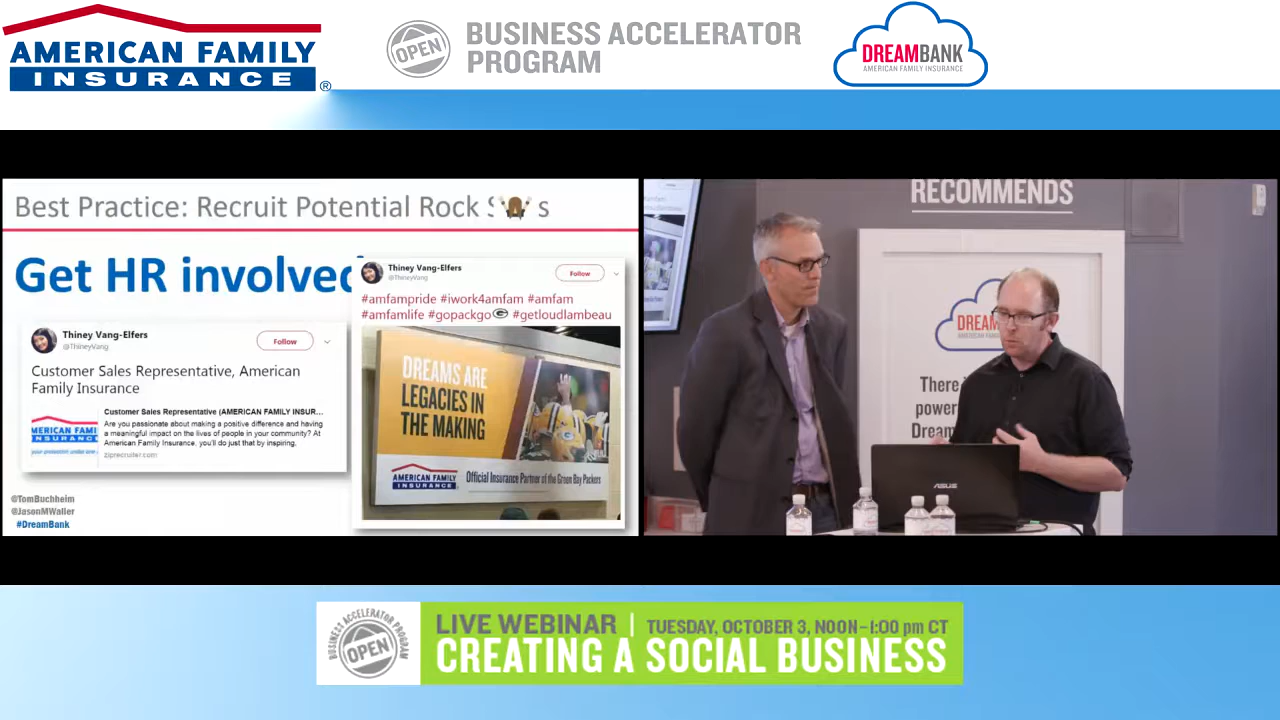 AMERICAN FAMILY
INSURANCE ®
OPEN
BUSINESS ACCELERATOR
PROGRAM
DREAMBANK
AMERICAN FAMILY INSURANCE
Best Practice: Recruit Potential Rock S s
Get HR involved
Thiney Vang-Elfers
@ThineyVang
Follow
Customer Sales Representative, American
Family Insurance
Customer Sales Representative (AMERICAN FAMILY INSUR...
Are you passionate about making a positive difference and having
a meaningful impact on the lives of people in your community? At
American Family Insurance, you'll do just that by inspiring,
ziprecruiter.com
MERICAN FAMI
INSURANCE
Thiney Vang-Elfers
@ThineyVang
Follow
#amfampride #iwork4amfam #amfam
#amfamlife #gopackgo #getloudlambeau
DREAMS ARE
LEGACIES IN
THE MAKING
AMERICAN FAMILY
INSURANCE
Official Insurance Partner of the Green Bay Packers
@TomBuchheim
@JasonMWaller
#DreamBank
RECOMMENDS
DREAM
AMERICAN FA
There
power
Dream
ASUS
BUSINESS ACCELERATOR PROGRAM
OPEN
LIVE WEBINAR | TUESDAY, OCTOBER 3, NOON–1:00 pm CT
CREATING A SOCIAL BUSINESS